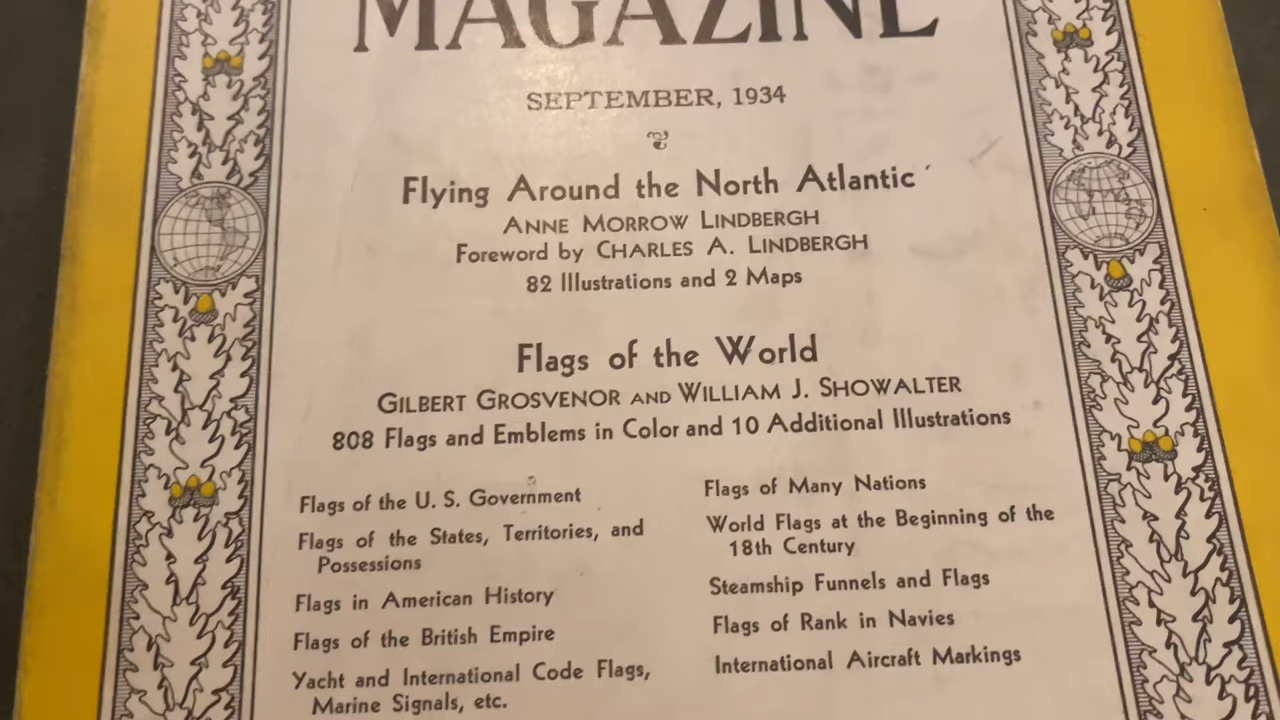 MAGAZINE
SEPTEMBER, 1934
Flying Around the North Atlantic
ANNE MORROW LINDBERGH
Foreword by CHARLES A. LINDBERGH
82 Illustrations and 2 Maps
Flags of the World
GILBERT GROSVENOR AND WILLIAM J. SHOWALTER
808 Flags and Emblems in Color and 10 Additional Illustrations
Flags of the U. S. Government
Flags of the States, Territories, and
Possessions
Flags in American History
Flags of the British Empire
Yacht and International Code Flags,
Marine Signals, etc.
Flags of Many Nations
World Flags at the Beginning of the
18th Century
Steamship Funnels and Flags
Flags of Rank in Navies
International Aircraft Markings